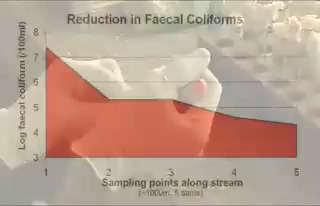 Reduction in Faecal Coliforms
Log faecal coliform (/100ml)
8
7
6
5
4
3
1 2 3 4 5
Sampling points along stream
(~1000m, 5 dams)